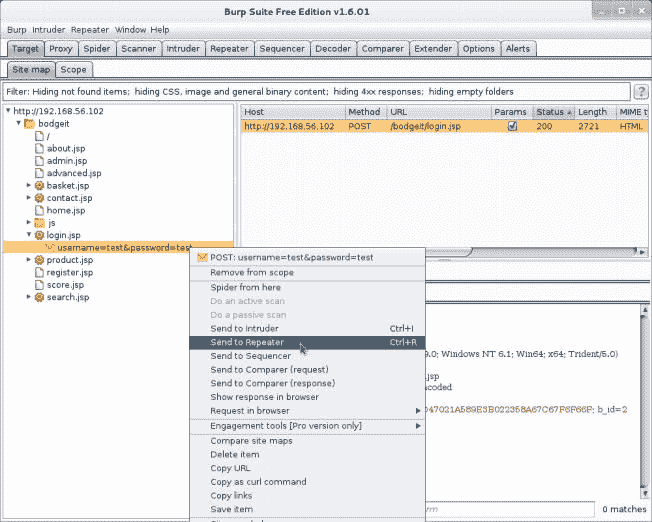 Burp Suite Free Edition v1.6.01
Burp Intruder Repeater Window Help
Target Proxy Spider Scanner Intruder Repeater Sequencer Decoder Comparer Extender Options Alerts
Site map Scope
Filter: Hiding not found items; hiding CSS, image and general binary content; hiding 4xx responses; hiding empty folders ?
http://192.168.56.102
bodgeit
/
about.jsp
admin.jsp
advanced.jsp
basket.jsp
contact.jsp
home.jsp
js
login.jsp
username=test&password=test
product.jsp
register.jsp
score.jsp
search.jsp
Host Method URL Params Status Length MIME t
http://192.168.56.102 POST /bodgeit/login.jsp 200 2721 HTML
POST: username=test&password=test
Remove from scope
Spider from here
Do an active scan
Do a passive scan
Send to Intruder Ctrl+I
Send to Repeater Ctrl+R
Send to Sequencer
Send to Comparer (request)
Send to Comparer (response)
Show response in browser
Request in browser
Engagement tools [Pro version only]
Compare site maps
Delete item
Copy URL
Copy as curl command
Copy links
Save item
9.0; Windows NT 6.1; Win64; x64; Trident/5.0)
.jsp
coded
047021A589E3B022358A67C67F6F66F; b_id=2
0 matches